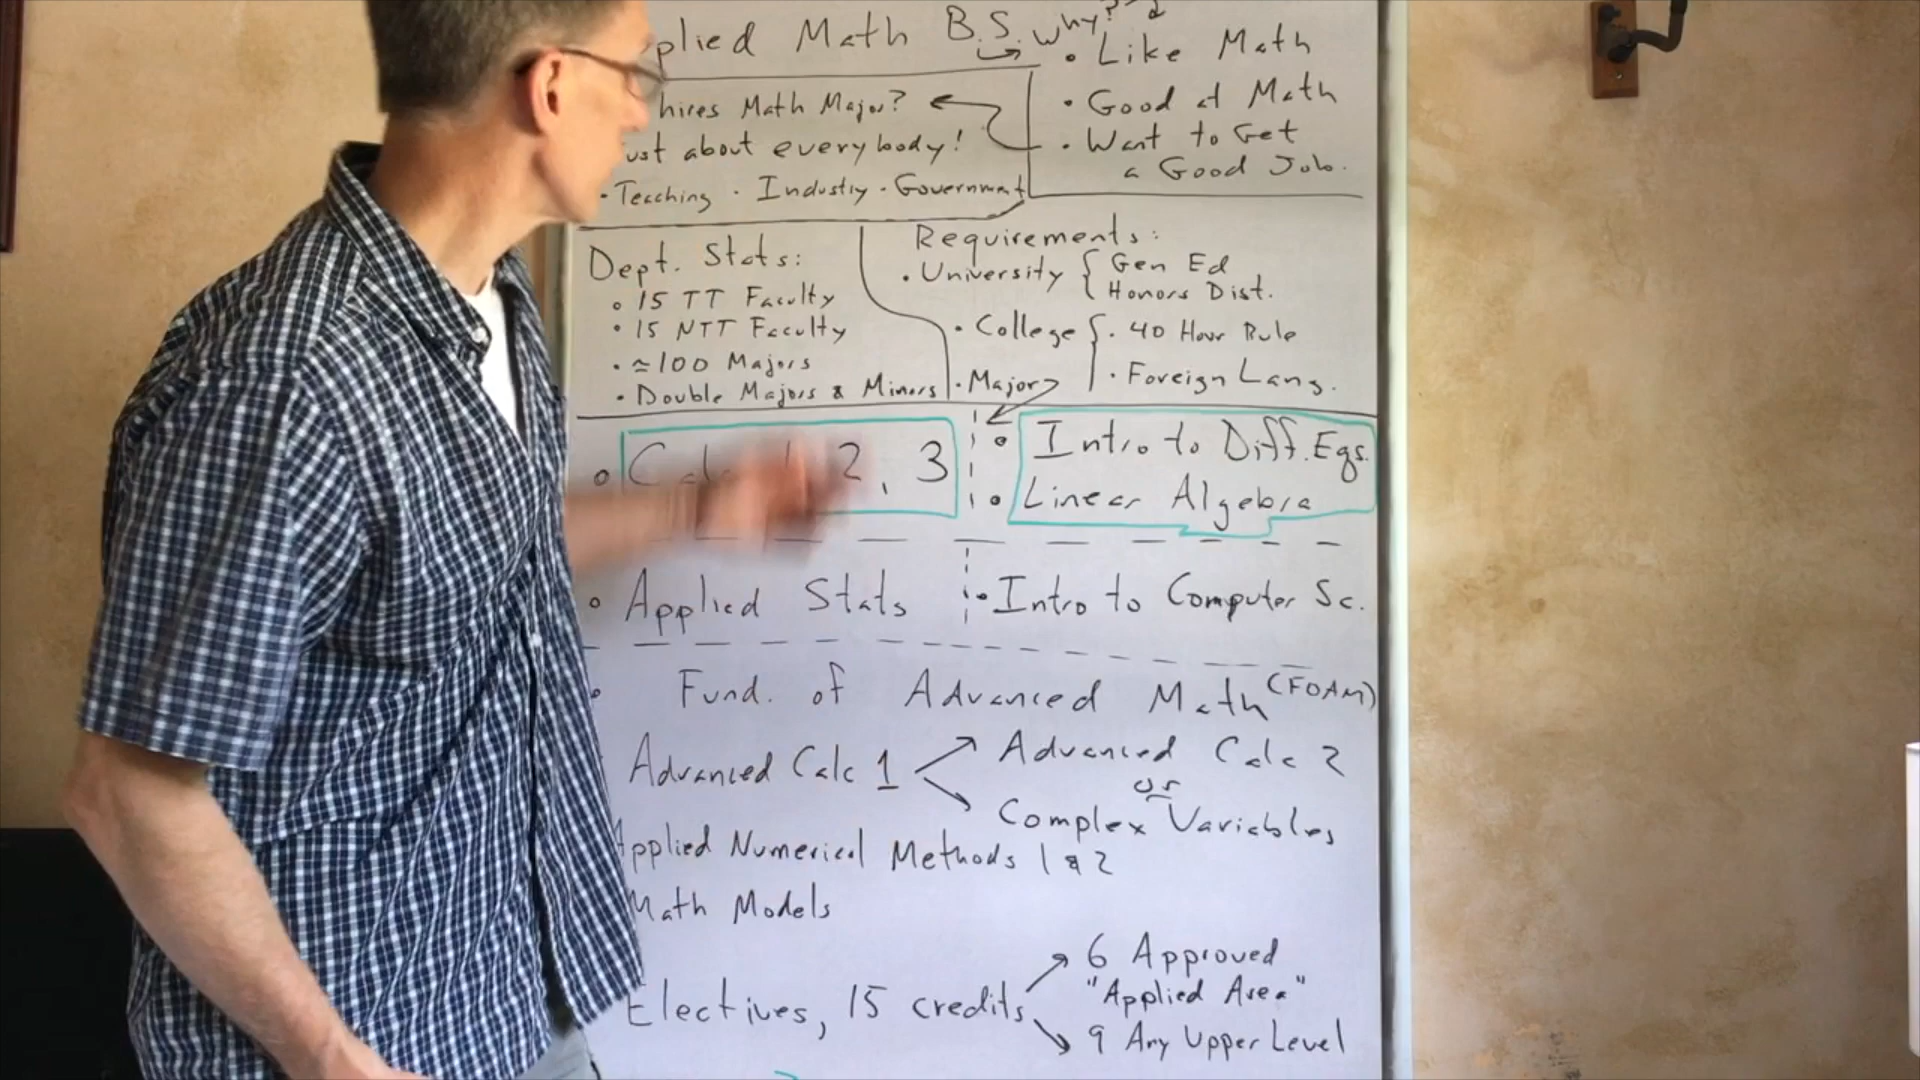 plied Math B.S. why?
• Like Math
• Good at Math
• Want to Get
a Good Job.
hires Math Major?
ust about everybody!
• Teaching • Industry • Government
Dept. Stats:
• 15 TT Faculty
• 15 NTT Faculty
• ≈100 Majors
• Double Majors & Minors
Requirements:
• University { Gen Ed
Honors Dist.
• College { • 40 Hour Rule
• Foreign Lang.
• Major
• Calc 1, 2, 3
• Intro to Diff. Eqs.
• Linear Algebra
• Applied Stats
• Intro to Computer Sc.
• Fund. of Advanced Math (FOAM)
Advanced Calc 1
Advanced Calc 2
or
Complex Variables
Applied Numerical Methods 1 & 2
Math Models
Electives, 15 credits
6 Approved
"Applied Area"
9 Any Upper Level